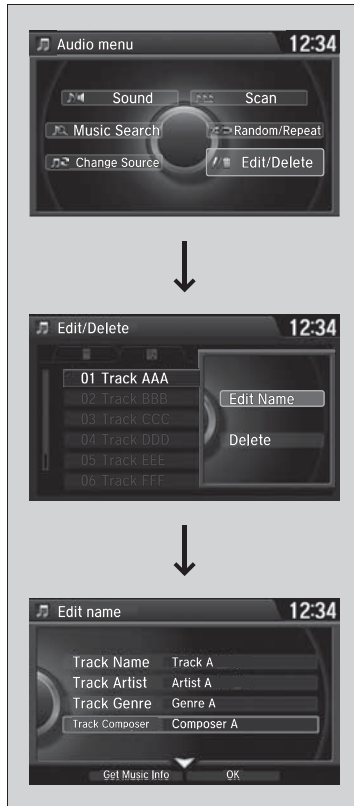 Audio menu 12:34
Sound Scan
Music Search Random/Repeat
Change Source Edit/Delete
Edit/Delete 12:34
01 Track AAA
02 Track BBB
Edit Name
03 Track CCC
04 Track DDD
Delete
05 Track EEE
06 Track FFF
Edit name 12:34
Track Name Track A
Track Artist Artist A
Track Genre Genre A
Track Composer Composer A
Get Music Info OK